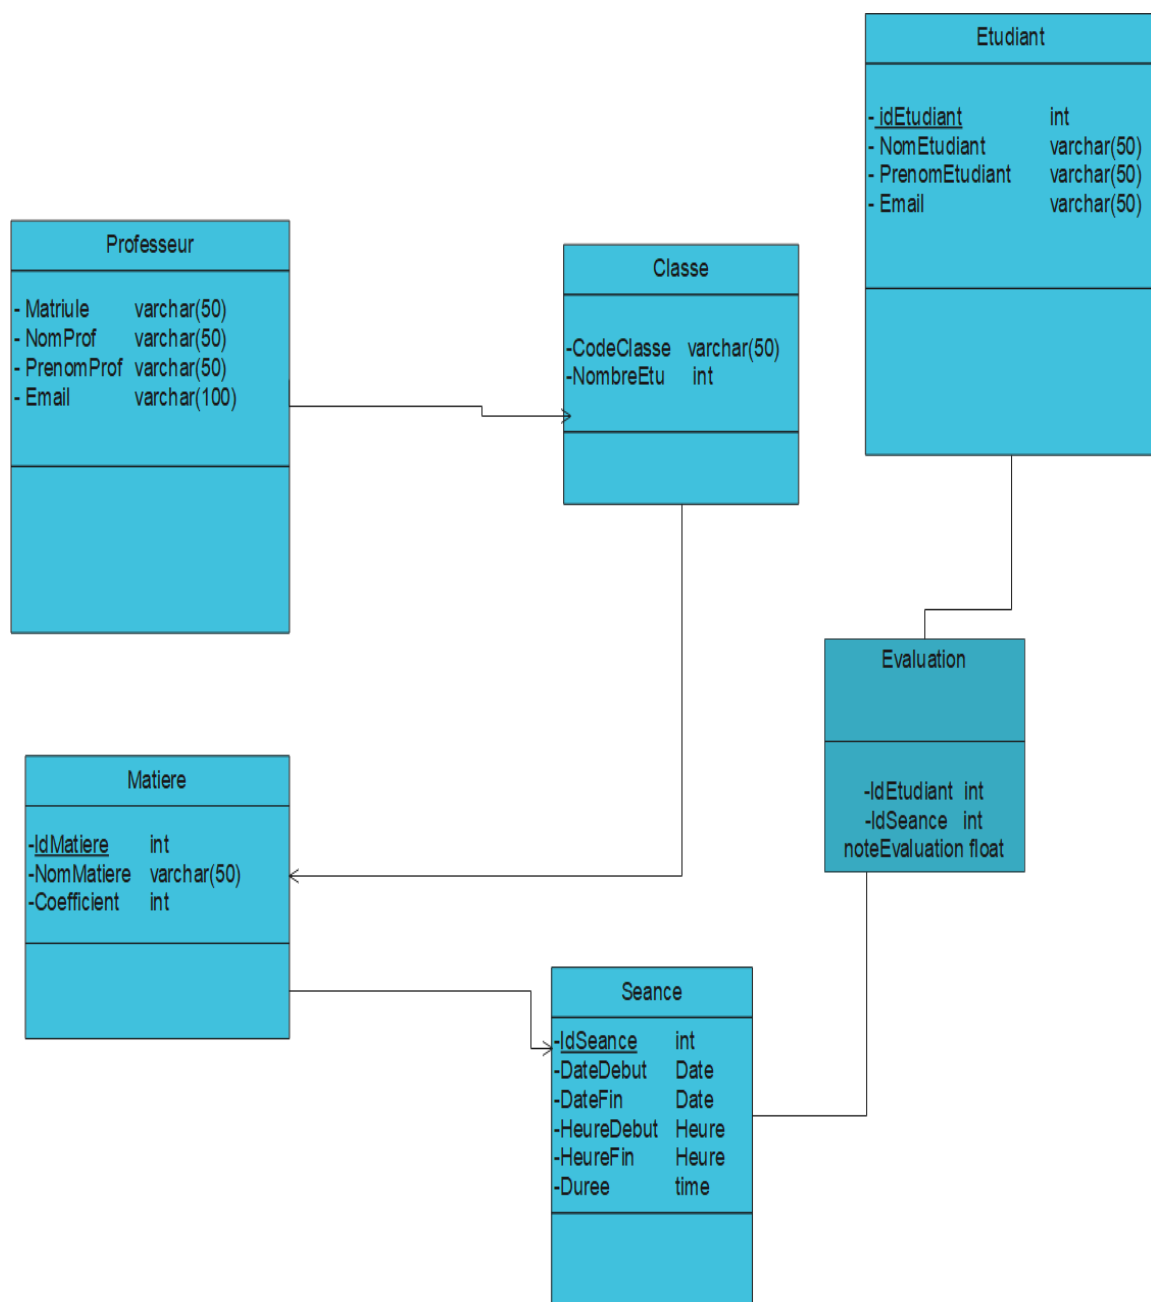 Etudiant
- idEtudiant int
- NomEtudiant varchar(50)
- PrenomEtudiant varchar(50)
- Email varchar(50)
Professeur
- Matriule varchar(50)
- NomProf varchar(50)
- PrenomProf varchar(50)
- Email varchar(100)
Classe
-CodeClasse varchar(50)
-NombreEtu int
Evaluation
-IdEtudiant int
-IdSeance int
noteEvaluation float
Matiere
-IdMatiere int
-NomMatiere varchar(50)
-Coefficient int
Seance
-IdSeance int
-DateDebut Date
-DateFin Date
-HeureDebut Heure
-HeureFin Heure
-Duree time